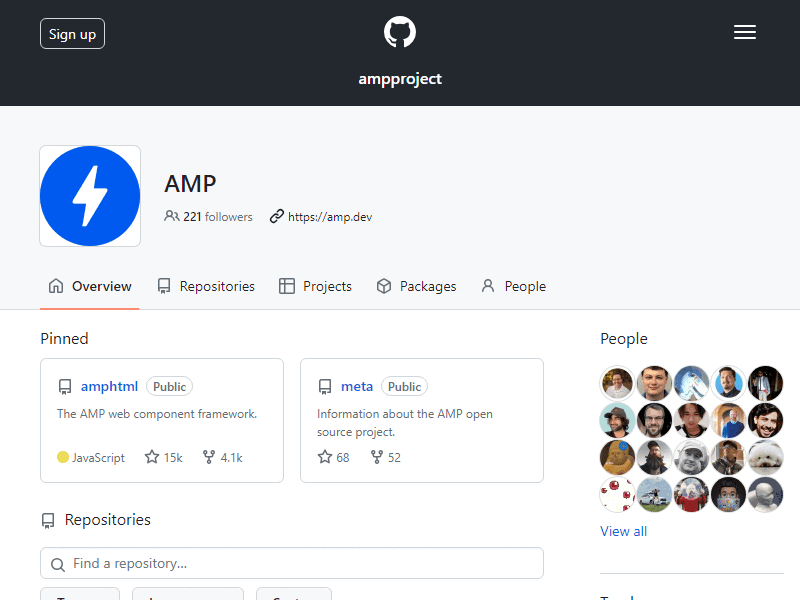 Sign up
ampproject
AMP
221 followers https://amp.dev
Overview Repositories Projects Packages People
Pinned
amphtml Public
The AMP web component framework.
JavaScript 15k 4.1k
meta Public
Information about the AMP open
source project.
68 52
Repositories
Find a repository...
People
View all